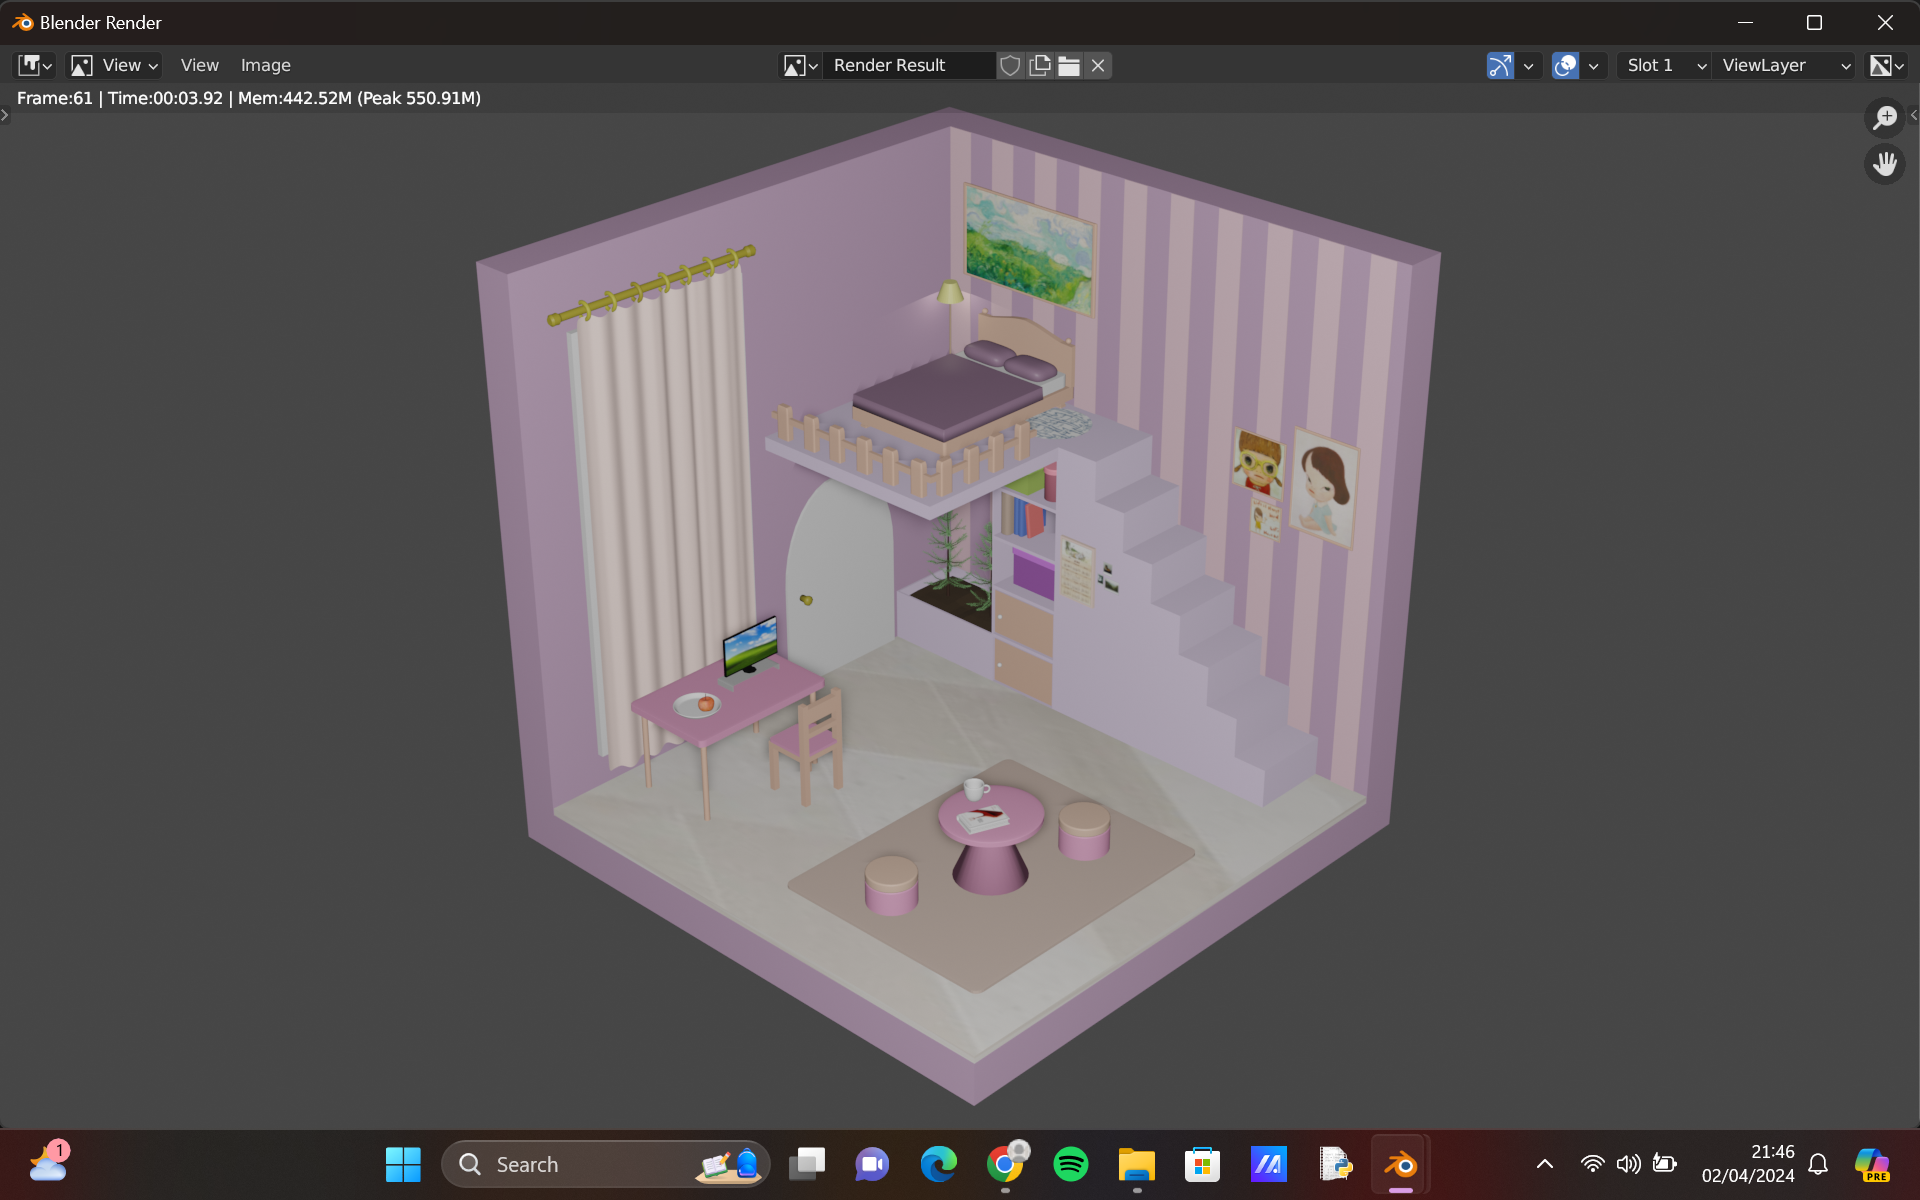 Blender Render
View
View
Image
Render Result
Slot 1
ViewLayer
Frame:61 | Time:00:03.92 | Mem:442.52M (Peak 550.91M)
1
Search
21:46
02/04/2024
PRE